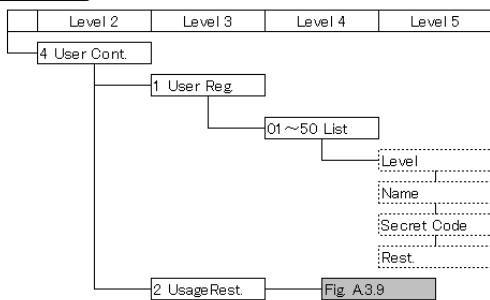 Level 2 Level 3 Level 4 Level 5
4 User Cont.
1 User Reg.
01～50 List
Level
Name
Secret Code
Rest.
2 UsageRest. Fig. A.3.9